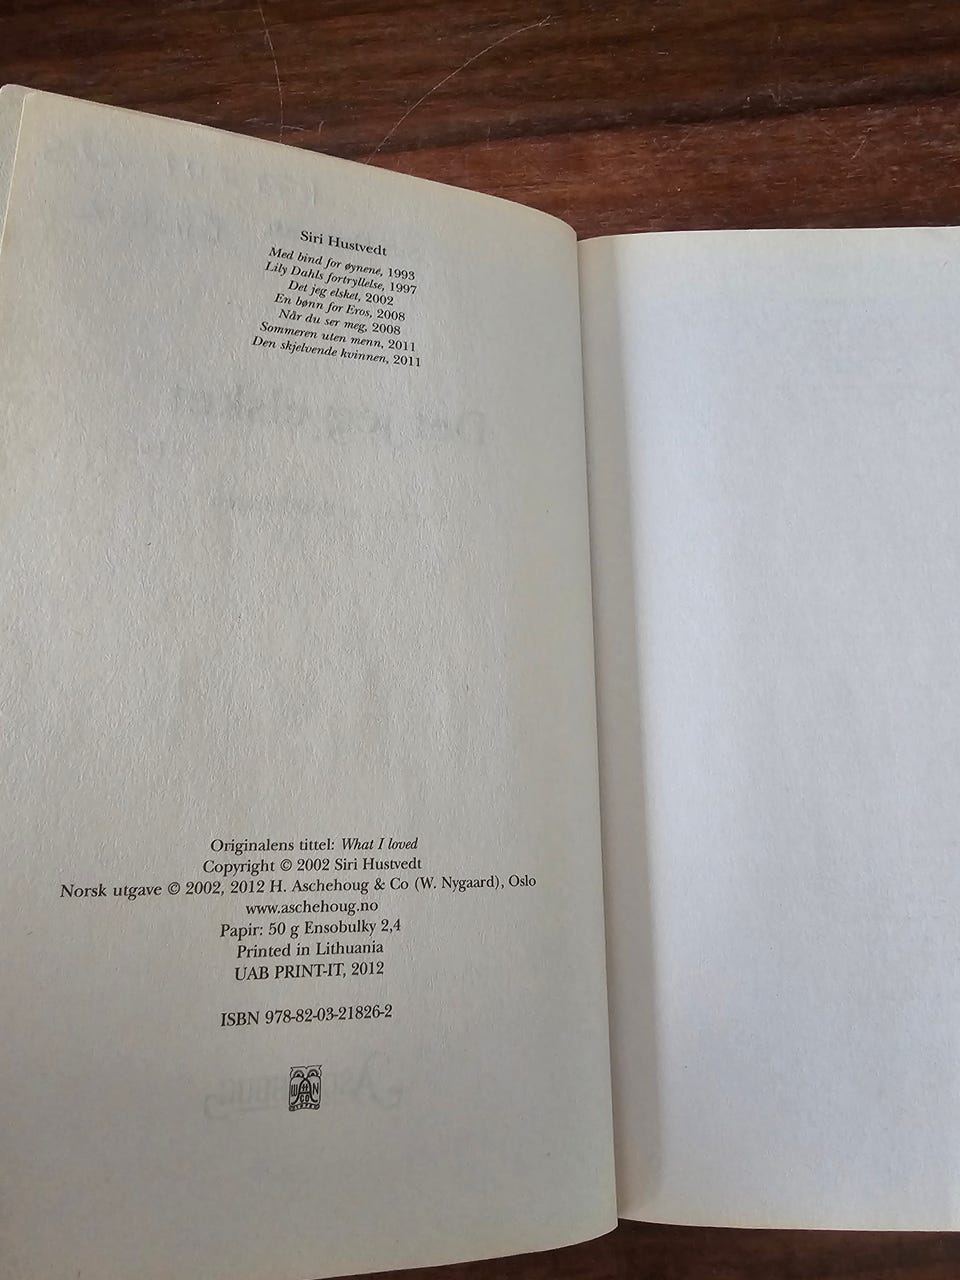 Siri Hustvedt
Med bind for øynene, 1993
Lily Dahls fortryllelse, 1997
Det jeg elsket, 2002
En bønn for Eros, 2008
Når du ser meg, 2008
Sommeren uten menn, 2011
Den skjelvende kvinnen, 2011
Originalens tittel: What I loved
Copyright © 2002 Siri Hustvedt
Norsk utgave © 2002, 2012 H. Aschehoug & Co (W. Nygaard), Oslo
www.aschehoug.no
Papir: 50 g Ensobulky 2,4
Printed in Lithuania
UAB PRINT-IT, 2012
ISBN 978-82-03-21826-2